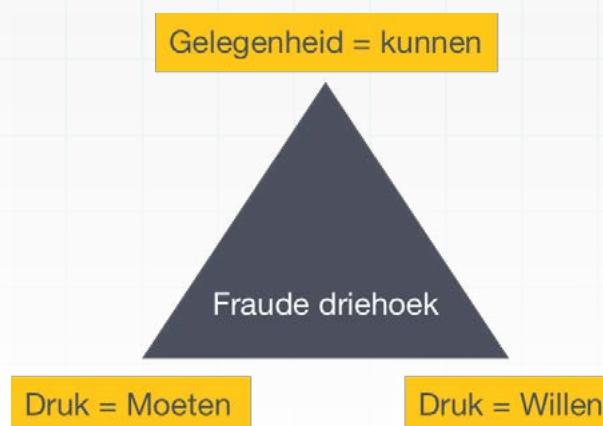 Gelegenheid = kunnen
Fraude driehoek
Druk = Moeten
Druk = Willen